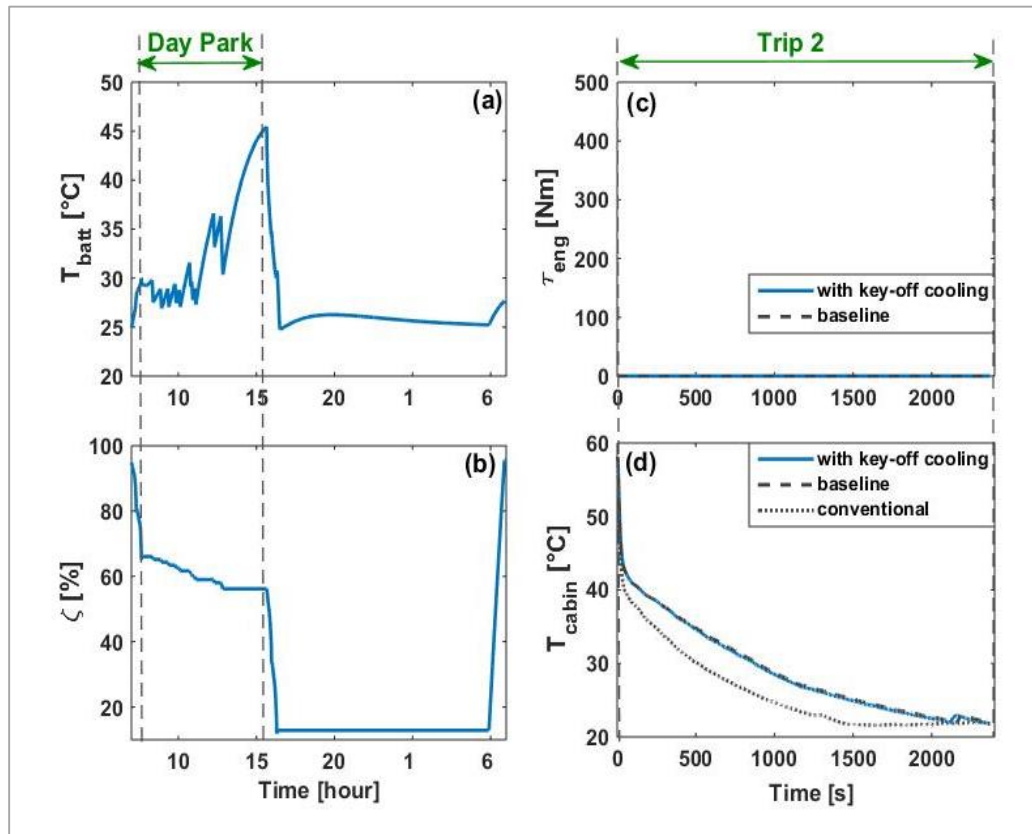 Day Park
Trip 2
(a)
T_batt [°C]
50
45
40
35
30
25
20
10 15 20 1 6
(c)
τ_eng [Nm]
500
400
300
200
100
0
with key-off cooling
baseline
0 500 1000 1500 2000
(b)
ζ [%]
100
80
60
40
20
10 15 20 1 6
Time [hour]
(d)
T_cabin [°C]
60
50
40
30
20
with key-off cooling
baseline
conventional
0 500 1000 1500 2000
Time [s]